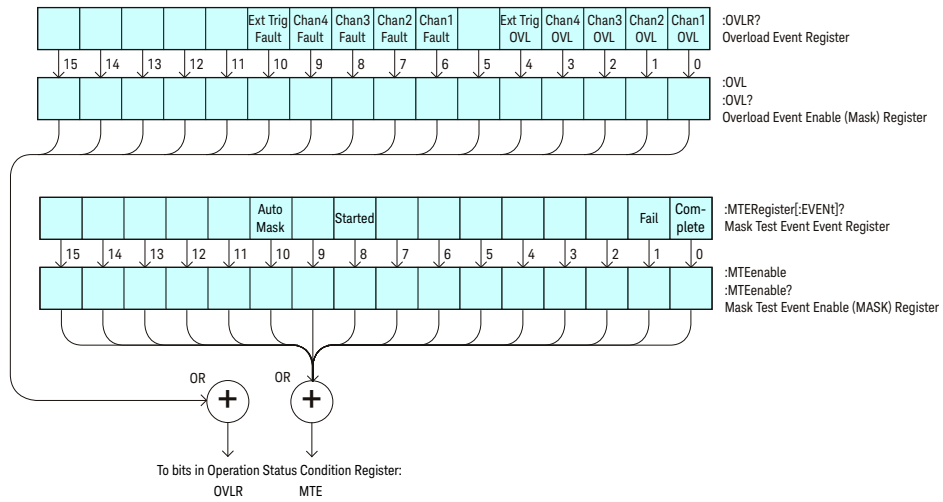 Ext Trig Fault Chan4 Fault Chan3 Fault Chan2 Fault Chan1 Fault Ext Trig OVL Chan4 OVL Chan3 OVL Chan2 OVL Chan1 OVL
:OVLR?
Overload Event Register
15 14 13 12 11 10 9 8 7 6 5 4 3 2 1 0
:OVL
:OVL?
Overload Event Enable (Mask) Register
Auto Mask Started Fail Com-plete
:MTERegister[:EVENt]?
Mask Test Event Event Register
15 14 13 12 11 10 9 8 7 6 5 4 3 2 1 0
:MTEenable
:MTEenable?
Mask Test Event Enable (MASK) Register
OR OR
+ +
To bits in Operation Status Condition Register:
OVLR MTE